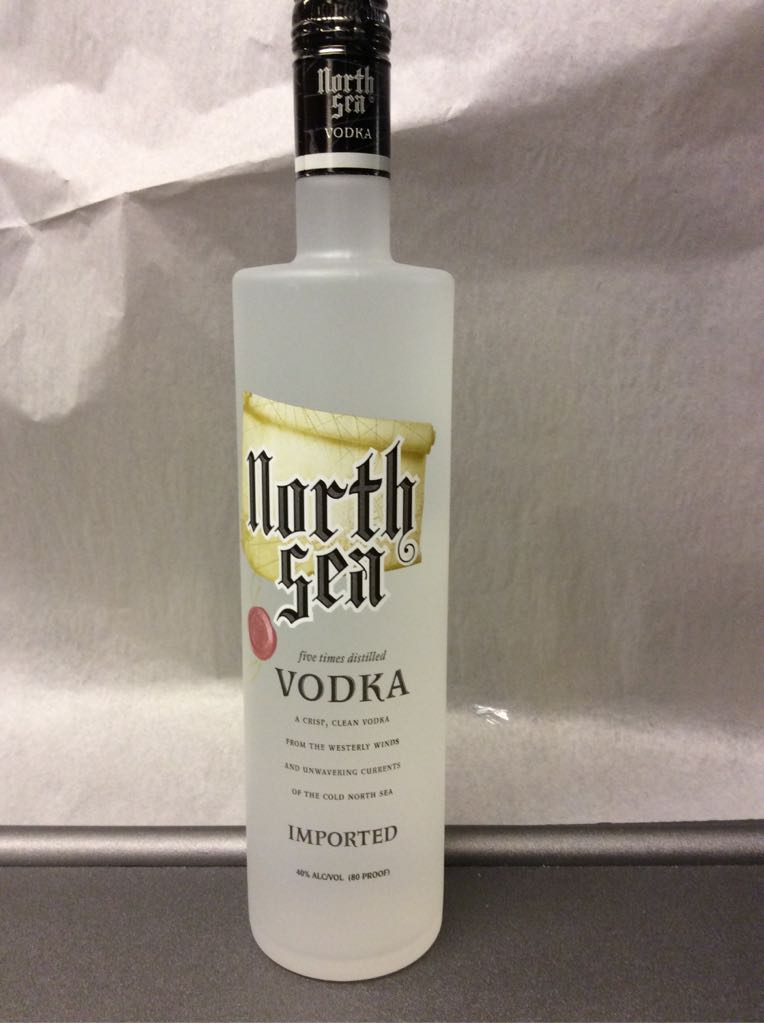 North
Sea
VODKA
North
Sea
five times distilled
VODKA
A CRISP, CLEAN VODKA
FROM THE WESTERLY WINDS
AND UNWAVERING CURRENTS
OF THE COLD NORTH SEA
IMPORTED
40% ALC/VOL (80 PROOF)